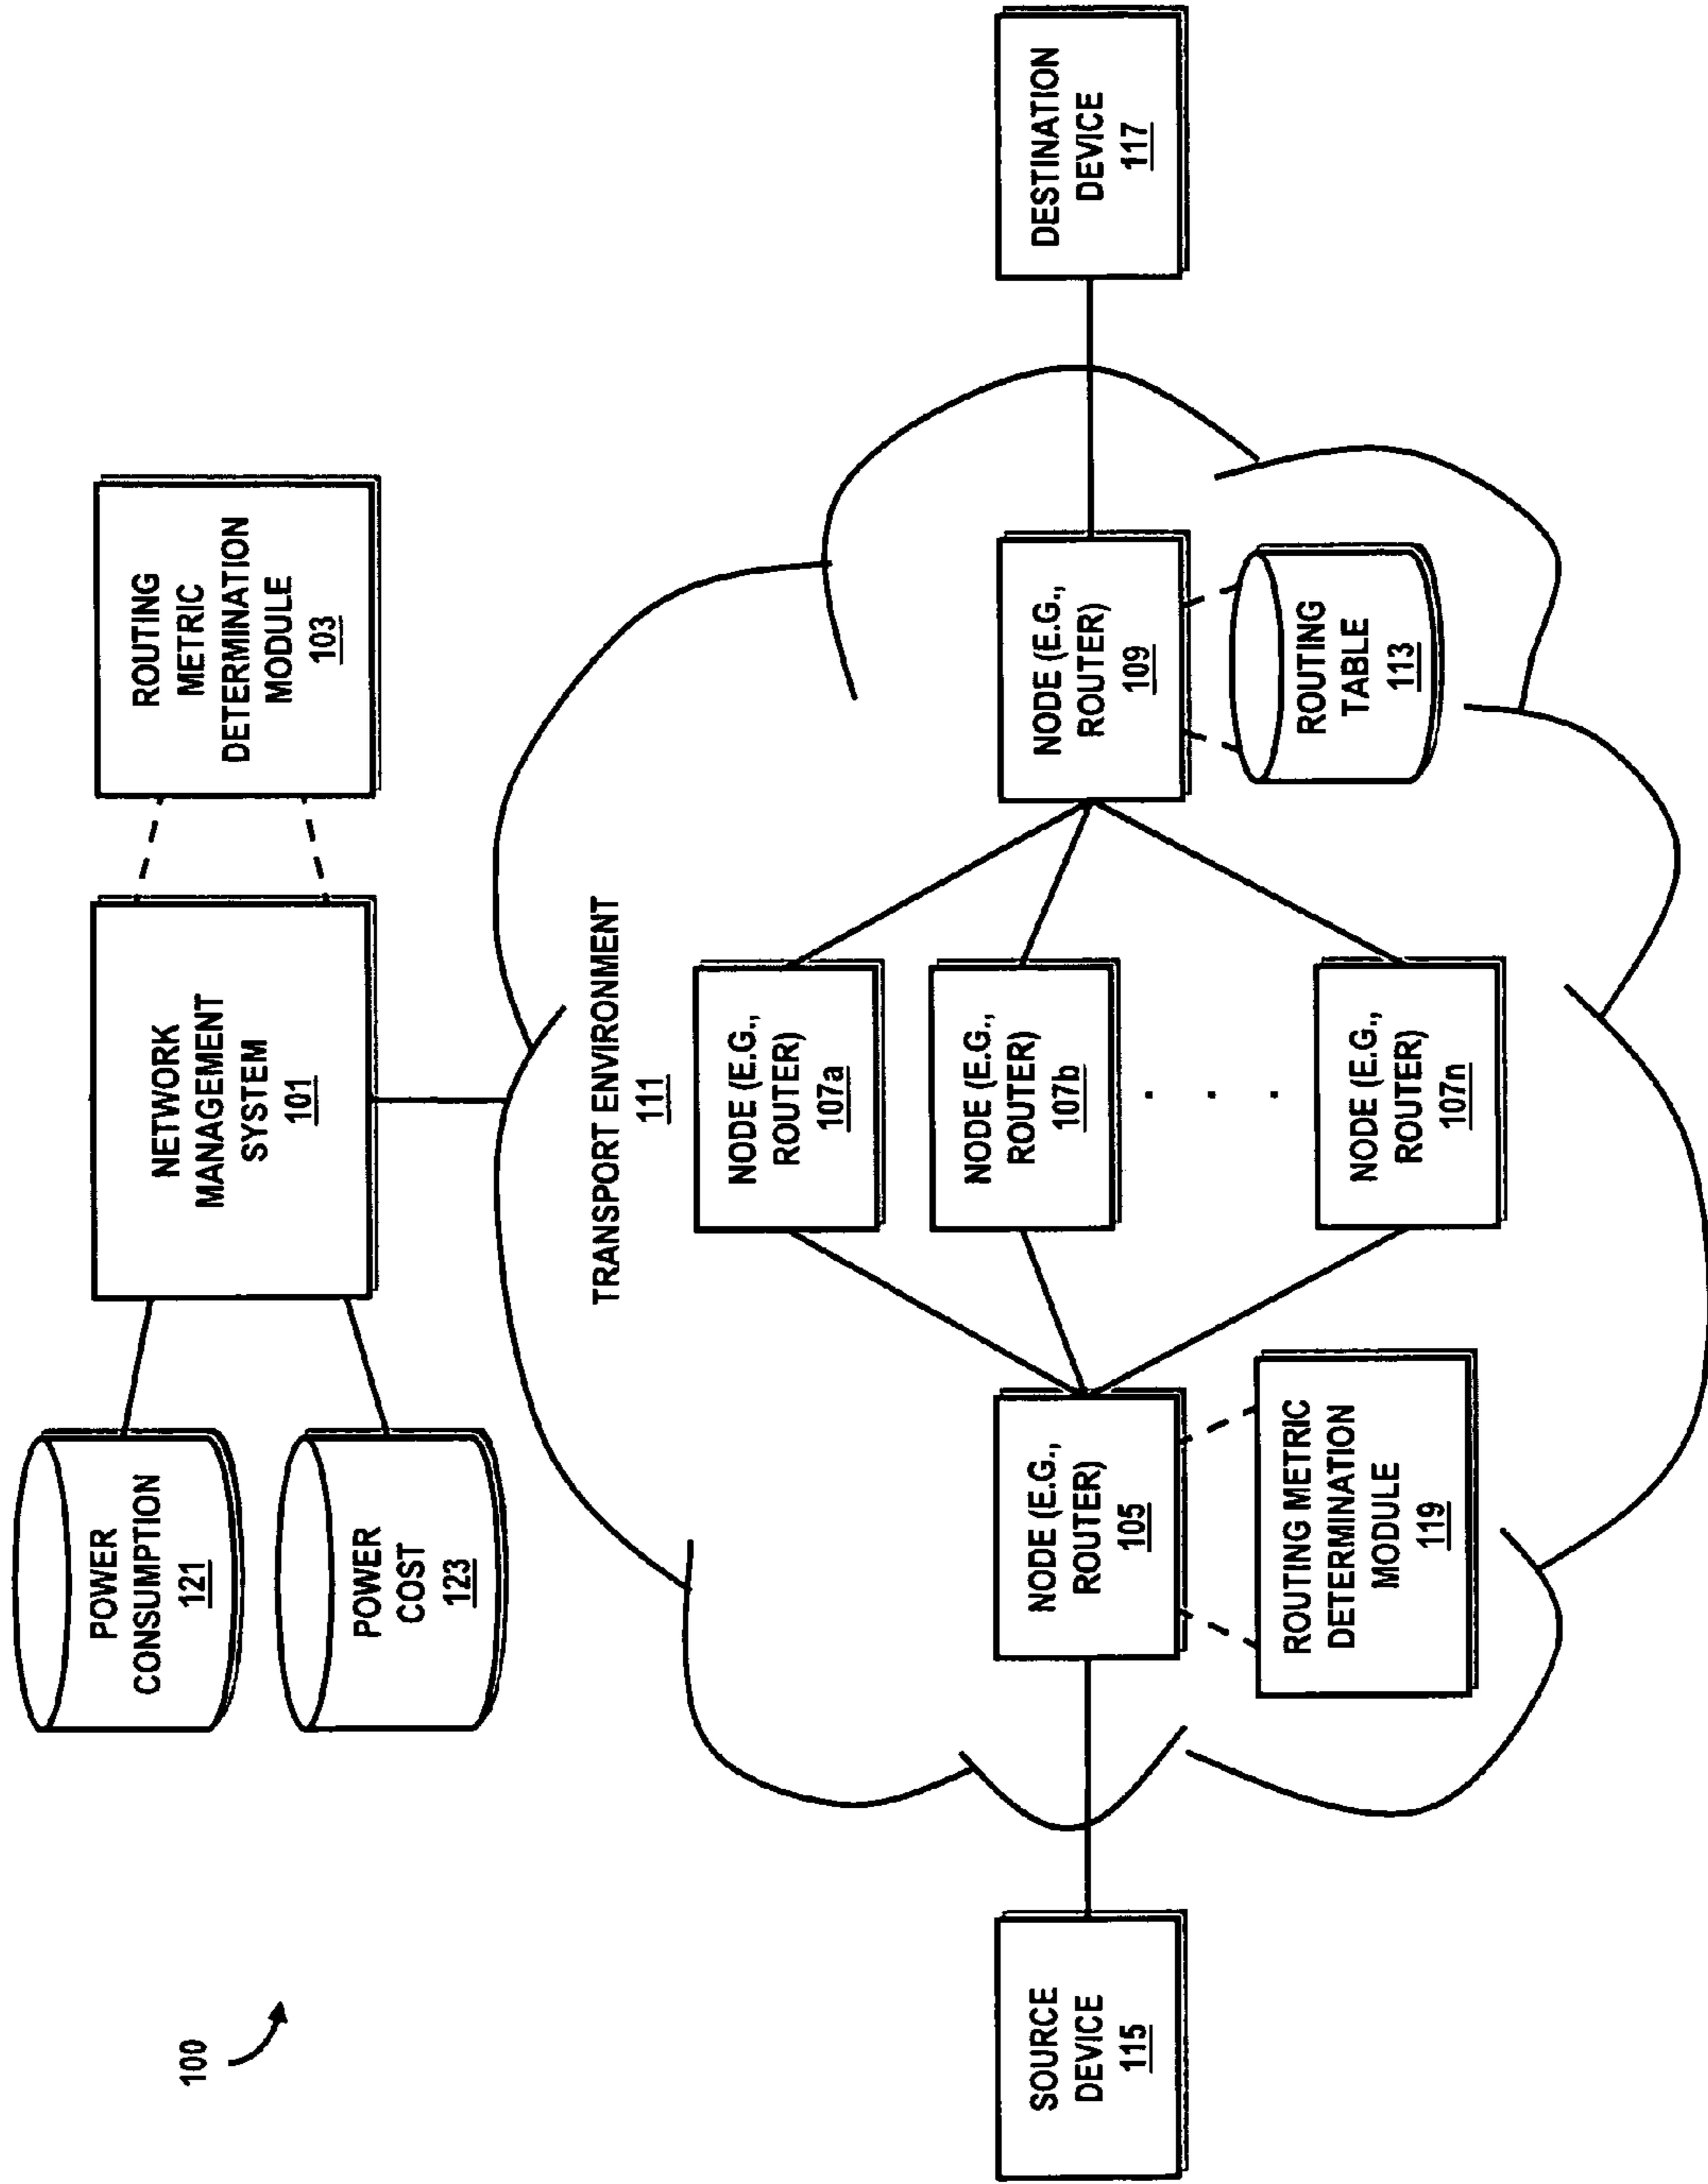 100
POWER
CONSUMPTION
121
POWER
COST
123
NETWORK
MANAGEMENT
SYSTEM
101
ROUTING
METRIC
DETERMINATION
MODULE
103
TRANSPORT ENVIRONMENT
111
NODE (E.G.,
ROUTER)
107a
NODE (E.G.,
ROUTER)
107b
. . .
NODE (E.G.,
ROUTER)
107n
SOURCE
DEVICE
115
NODE (E.G.,
ROUTER)
105
ROUTING METRIC
DETERMINATION
MODULE
119
NODE (E.G.,
ROUTER)
109
ROUTING
TABLE
113
DESTINATION
DEVICE
117